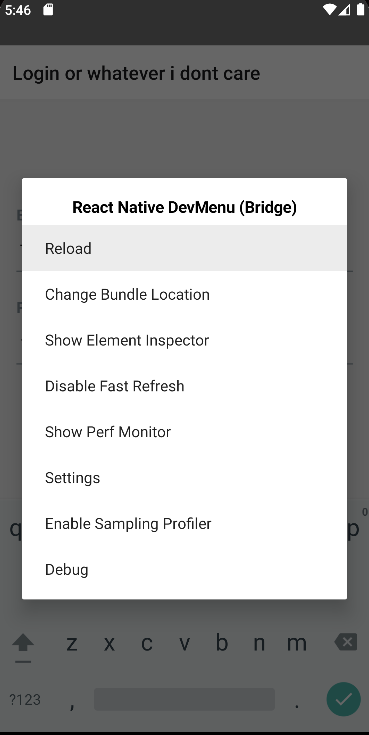 5:46
Login or whatever i dont care
React Native DevMenu (Bridge)
Reload
Change Bundle Location
Show Element Inspector
Disable Fast Refresh
Show Perf Monitor
Settings
Enable Sampling Profiler
Debug
q p 0
z x c v b n m
?123 , .